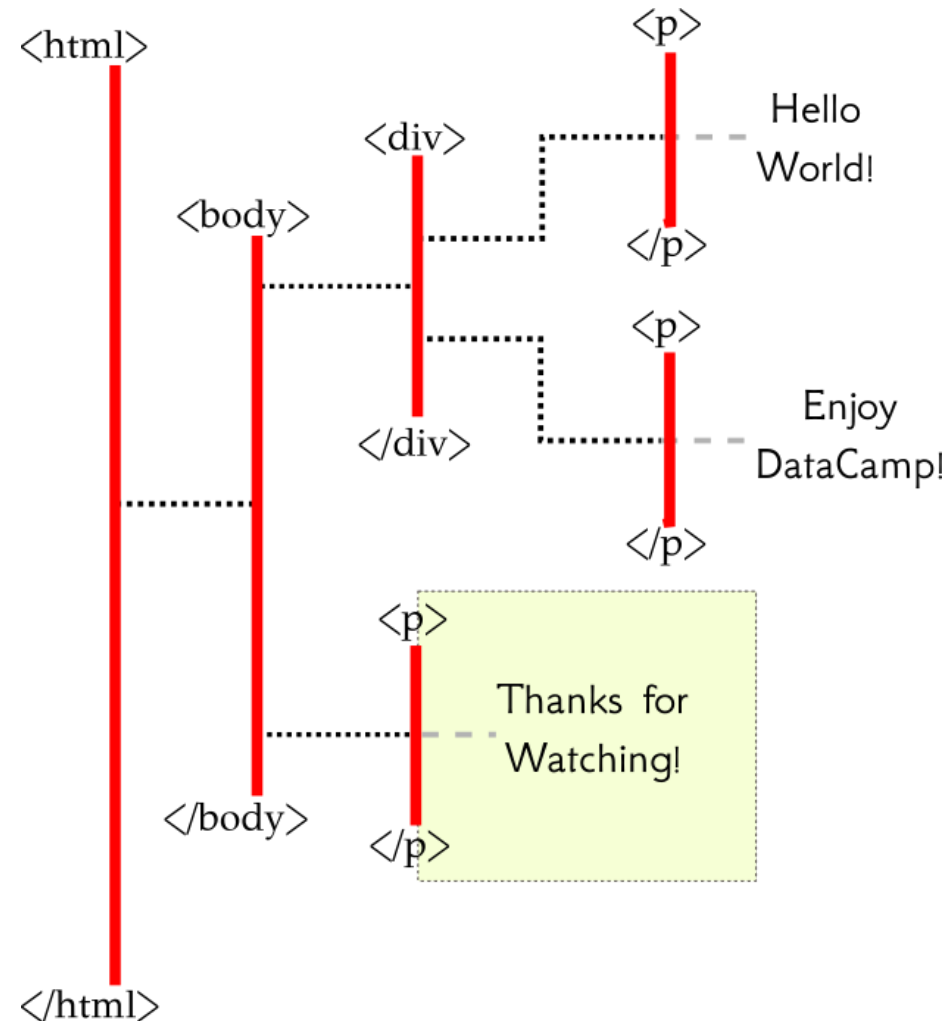 <html>
<body>
<div>
<p>
Hello
World!
</p>
<p>
Enjoy
DataCamp!
</p>
</div>
<p>
Thanks for
Watching!
</p>
</body>
</html>